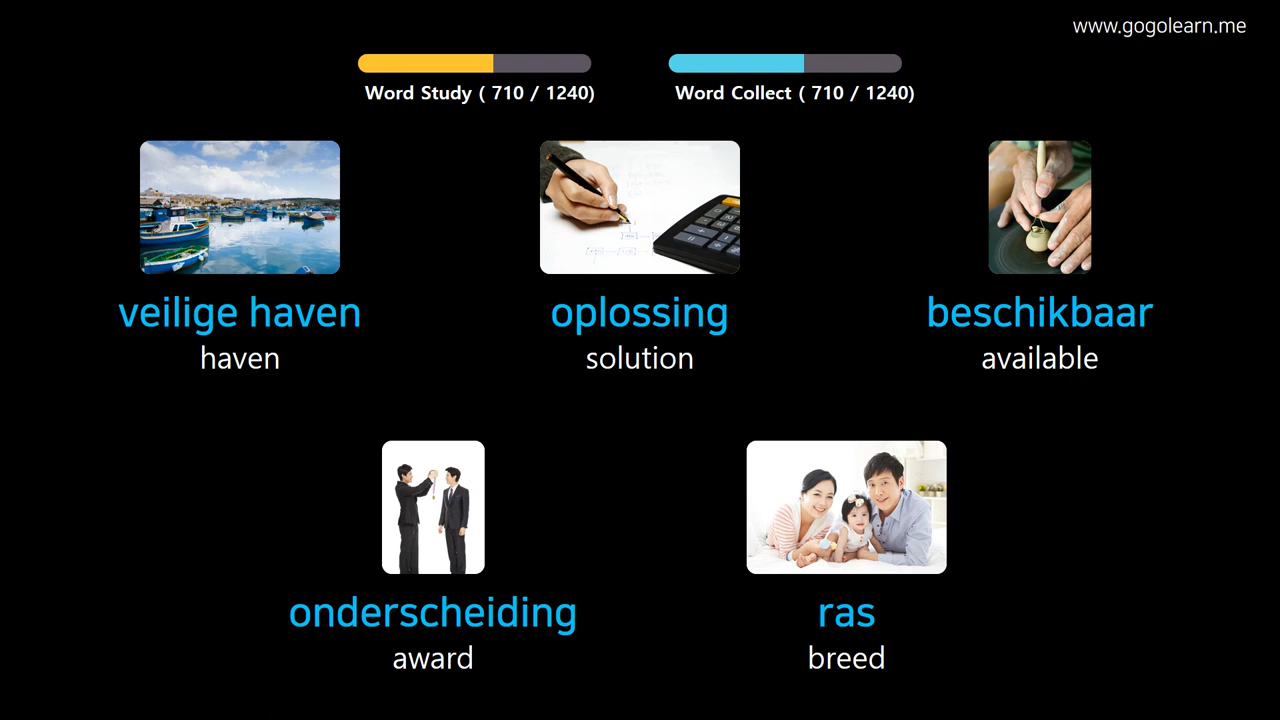 www.gogolearn.me
Word Study ( 710 / 1240)
Word Collect ( 710 / 1240)
veilige haven
haven
oplossing
solution
beschikbaar
available
onderscheiding
award
ras
breed